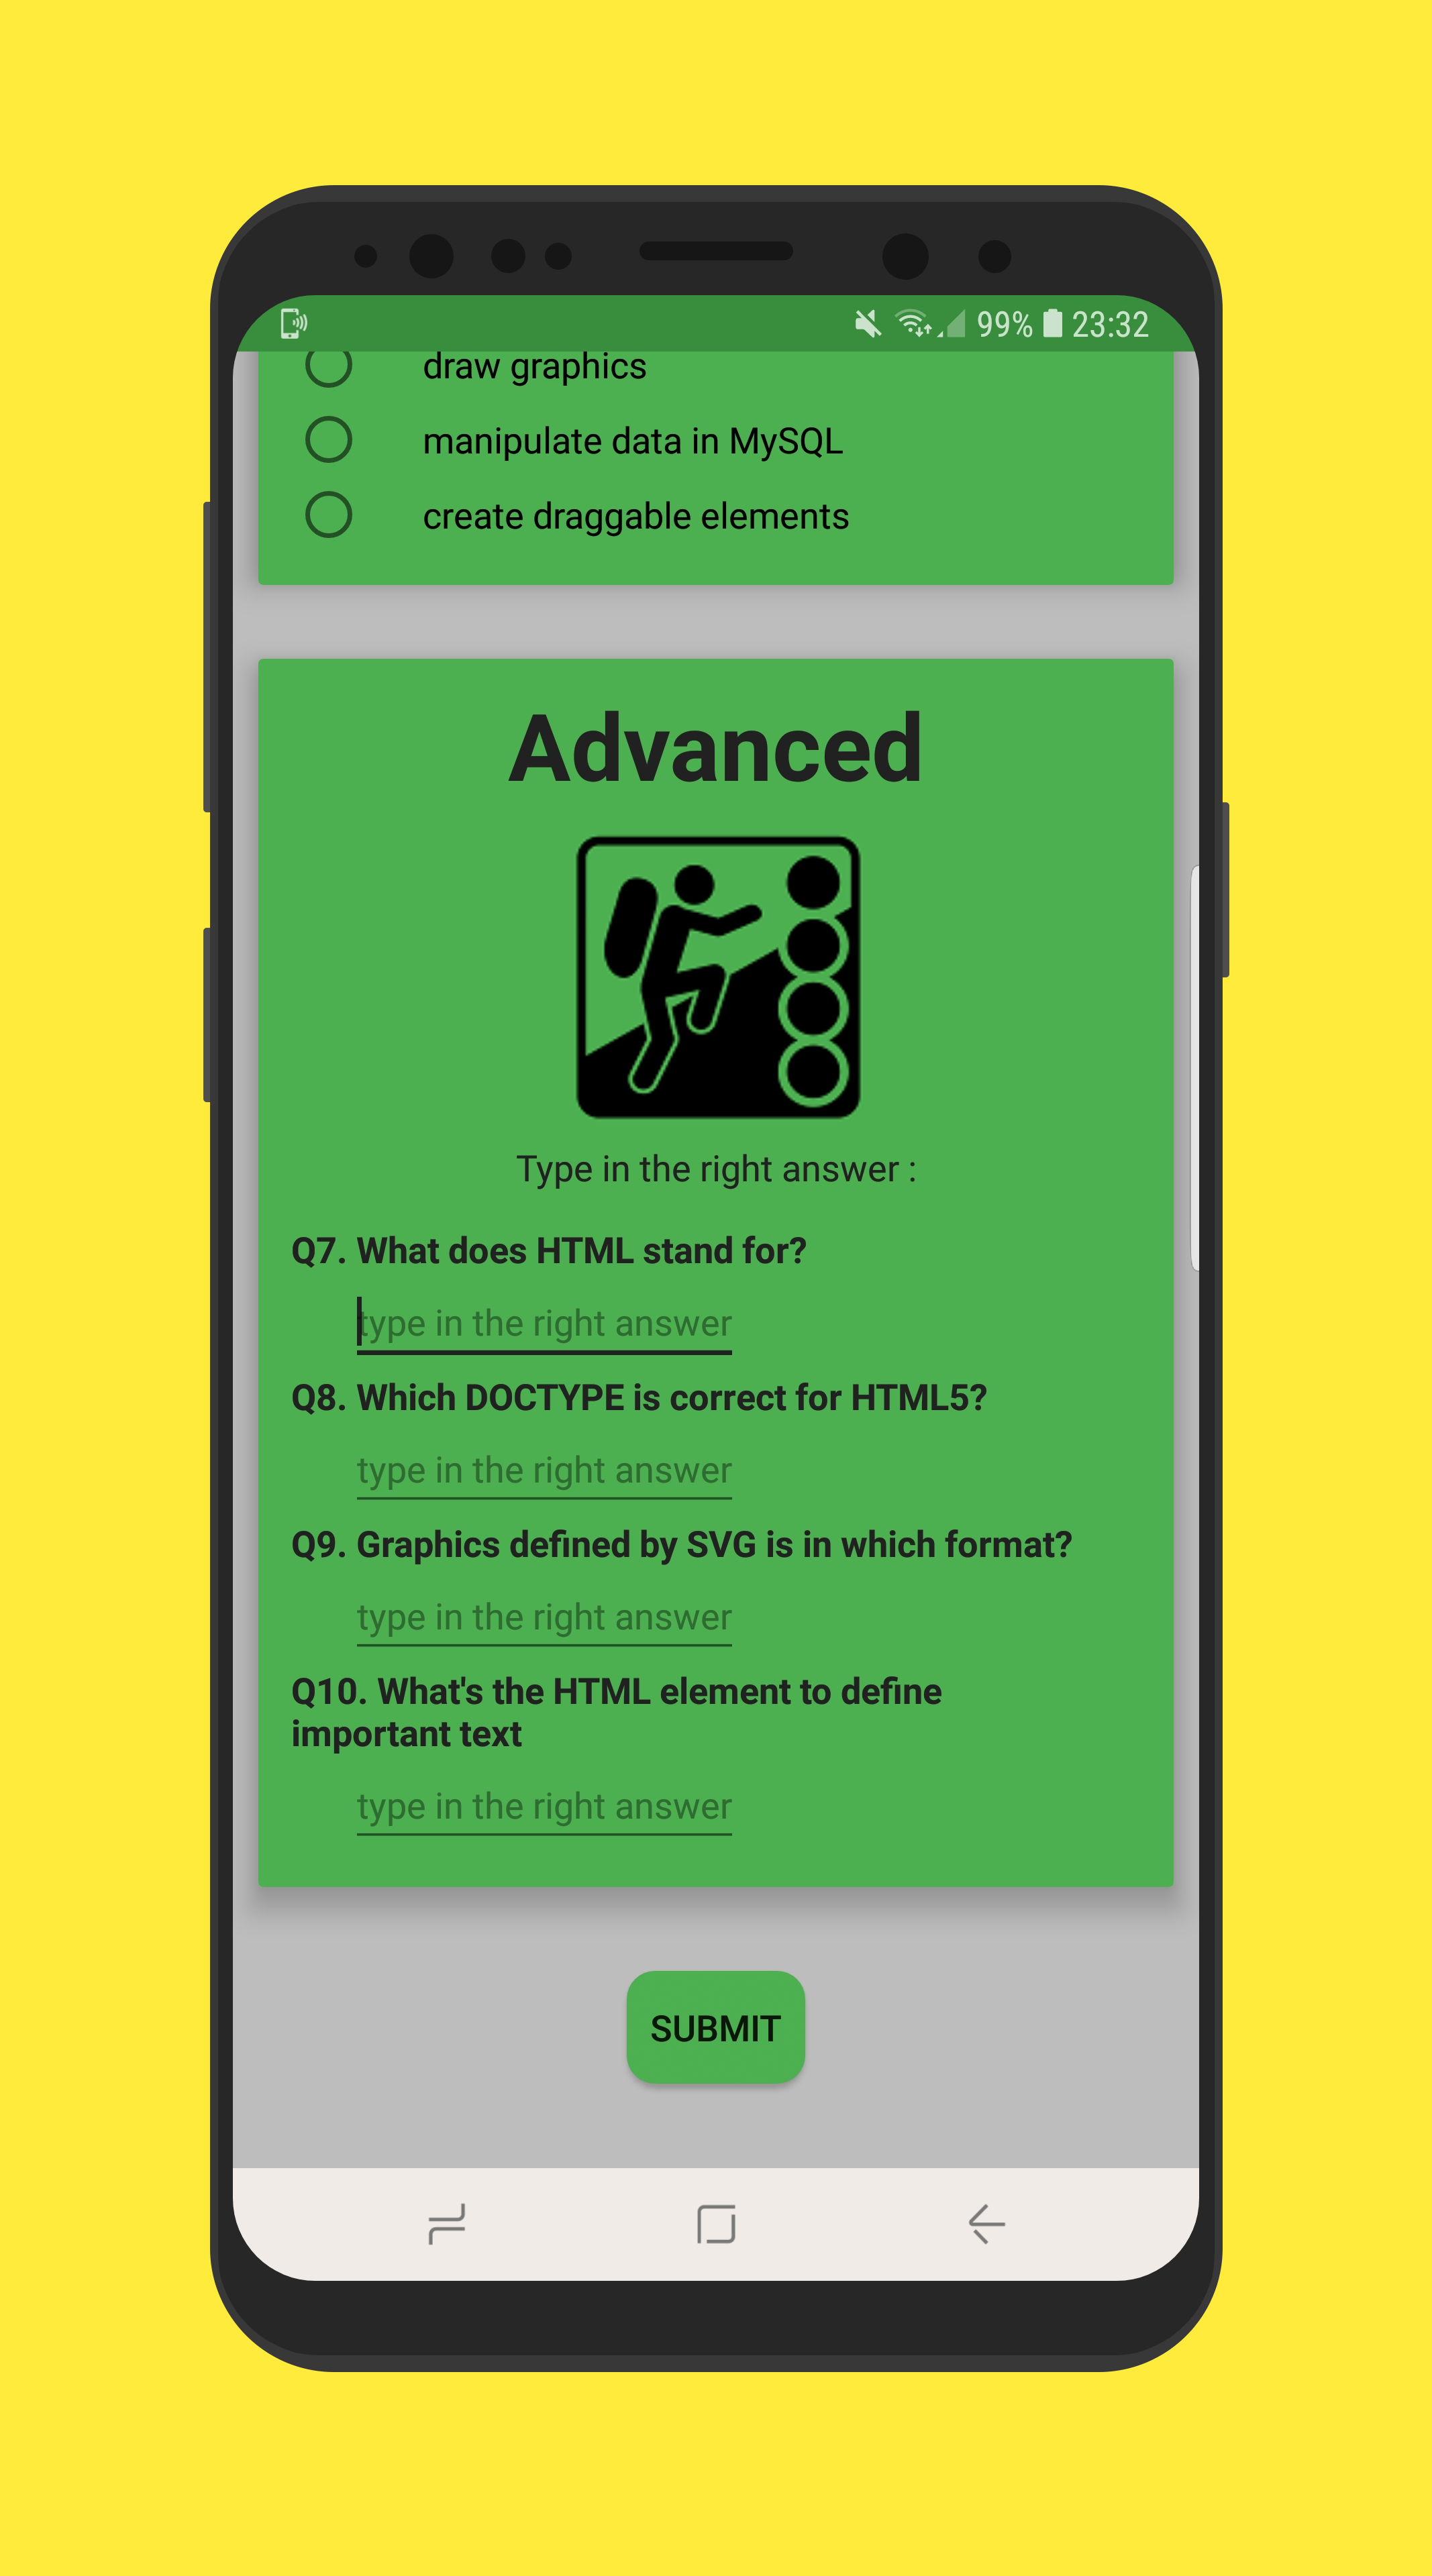 99% 23:32
draw graphics
manipulate data in MySQL
create draggable elements
Advanced
Type in the right answer :
Q7. What does HTML stand for?
type in the right answer
Q8. Which DOCTYPE is correct for HTML5?
type in the right answer
Q9. Graphics defined by SVG is in which format?
type in the right answer
Q10. What's the HTML element to define
important text
type in the right answer
SUBMIT